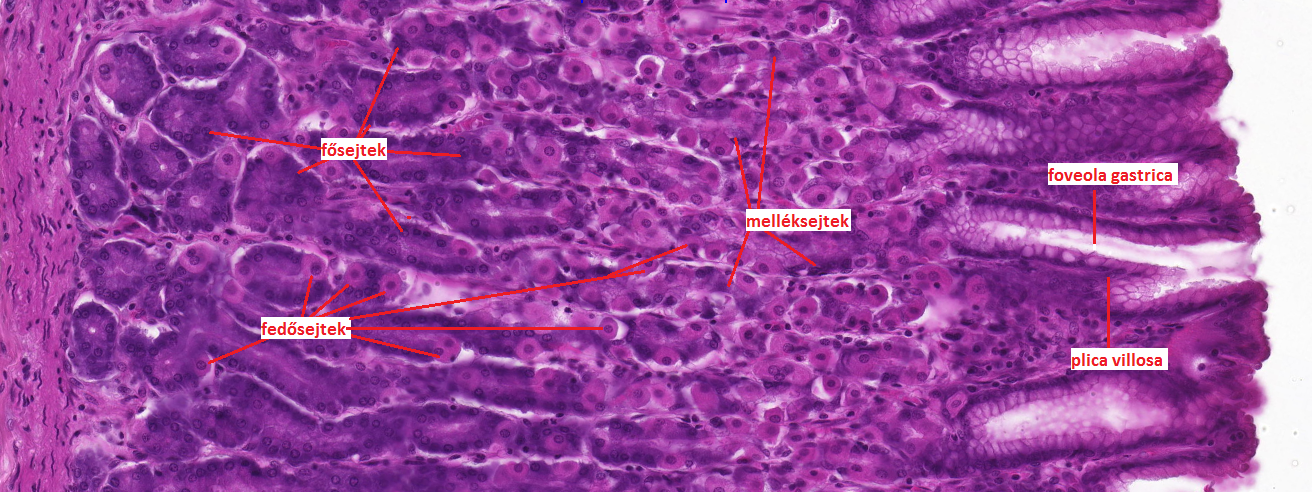 fősejtek
foveola gastrica
melléksejtek
fedősejtek
plica villosa